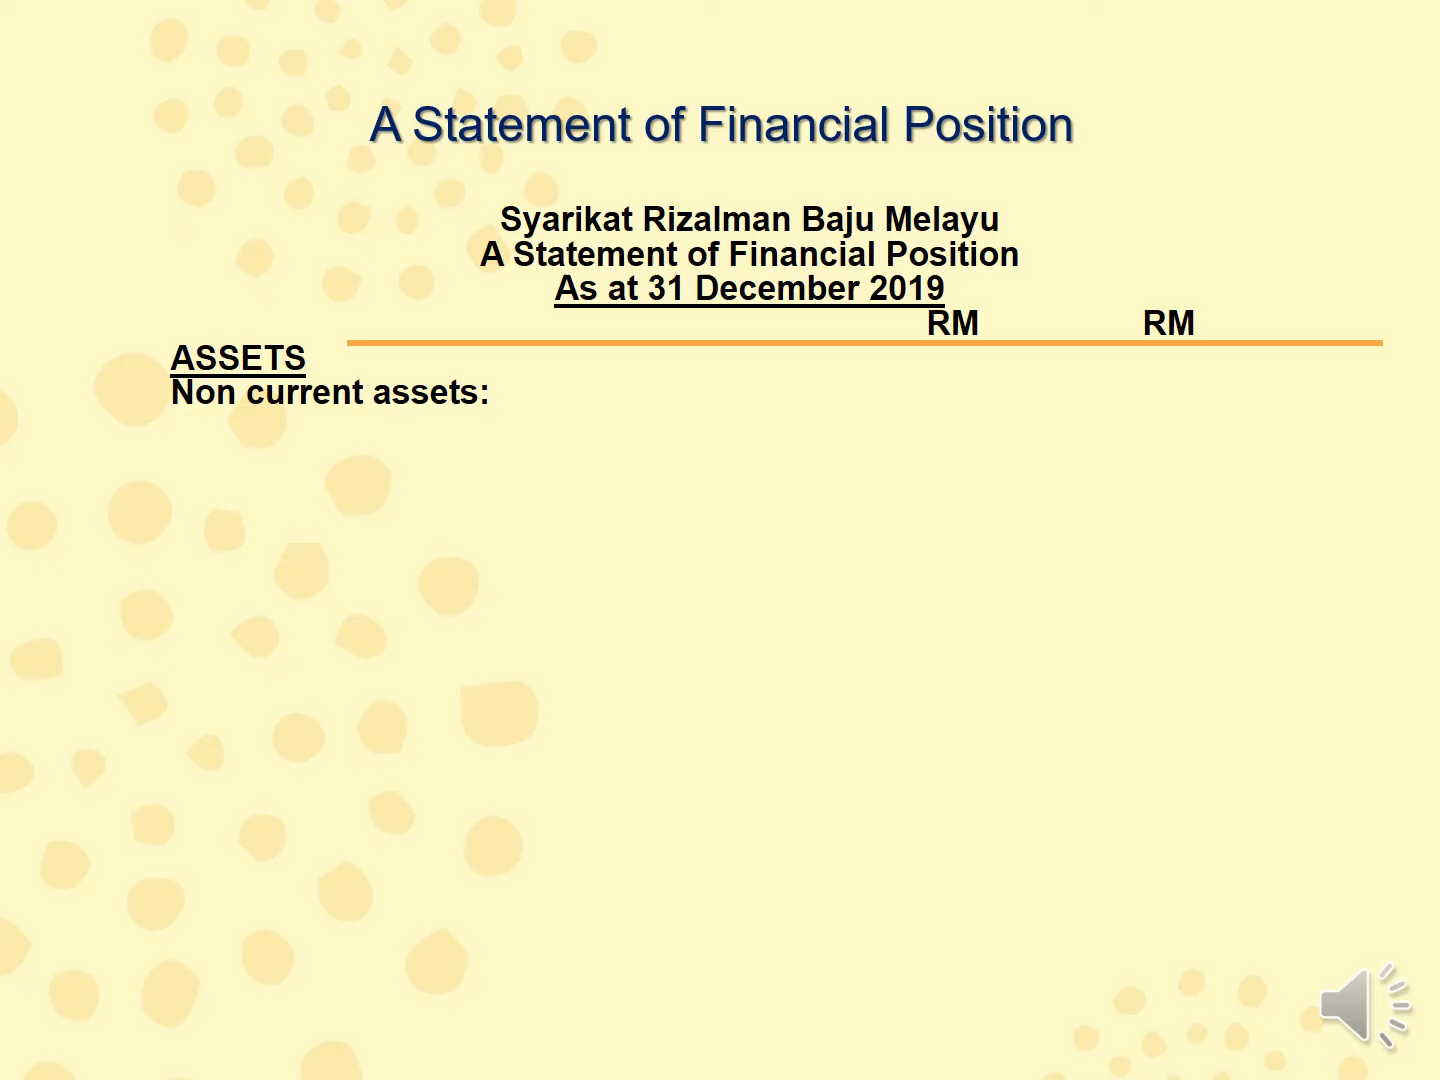 A Statement of Financial Position
Syarikat Rizalman Baju Melayu
A Statement of Financial Position
As at 31 December 2019
RM RM
ASSETS
Non current assets: